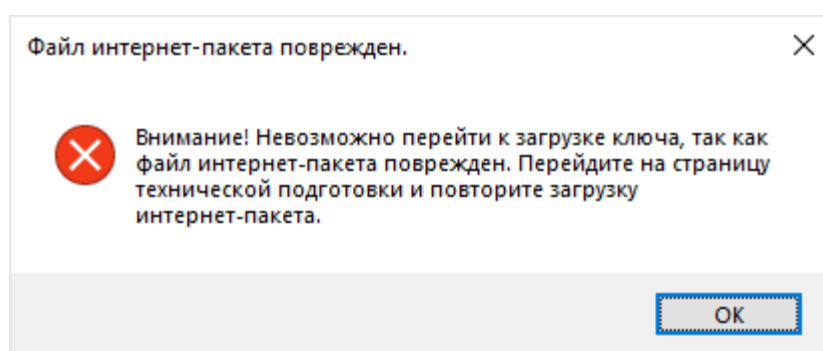 Файл интернет-пакета поврежден.
Внимание! Невозможно перейти к загрузке ключа, так как
файл интернет-пакета поврежден. Перейдите на страницу
технической подготовки и повторите загрузку
интернет-пакета.
ОК